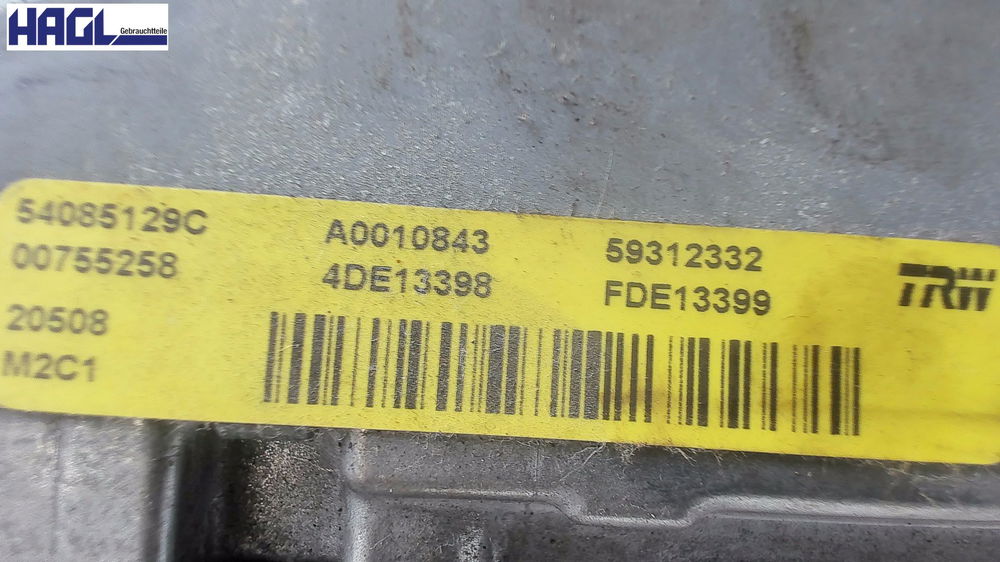 HAGL
Gebrauchtteile
54085129C A0010843 59312332
00755258 4DE13398 FDE13399
TRW
20508
M2C1